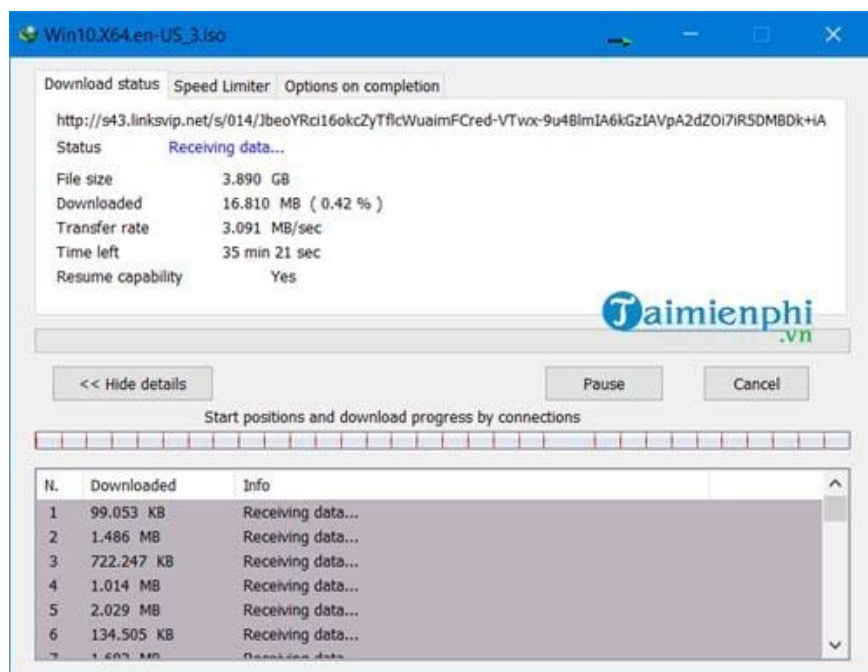 Win10.X64.en-US_3.iso
Download status Speed Limiter Options on completion
http://s43.linksvip.net/s/014/
Status Receiving data...
File size 3.890 GB
Downloaded 16.810 MB ( 0.42 % )
Transfer rate 3.091 MB/sec
Time left 35 min 21 sec
Resume capability Yes
Taimienphi
.vn
<< Hide details Pause Cancel
Start positions and download progress by connections
N. Downloaded Info
1 99.053 KB Receiving data...
2 1.486 MB Receiving data...
3 722.247 KB Receiving data...
4 1.014 MB Receiving data...
5 2.029 MB Receiving data...
6 134.505 KB Receiving data...